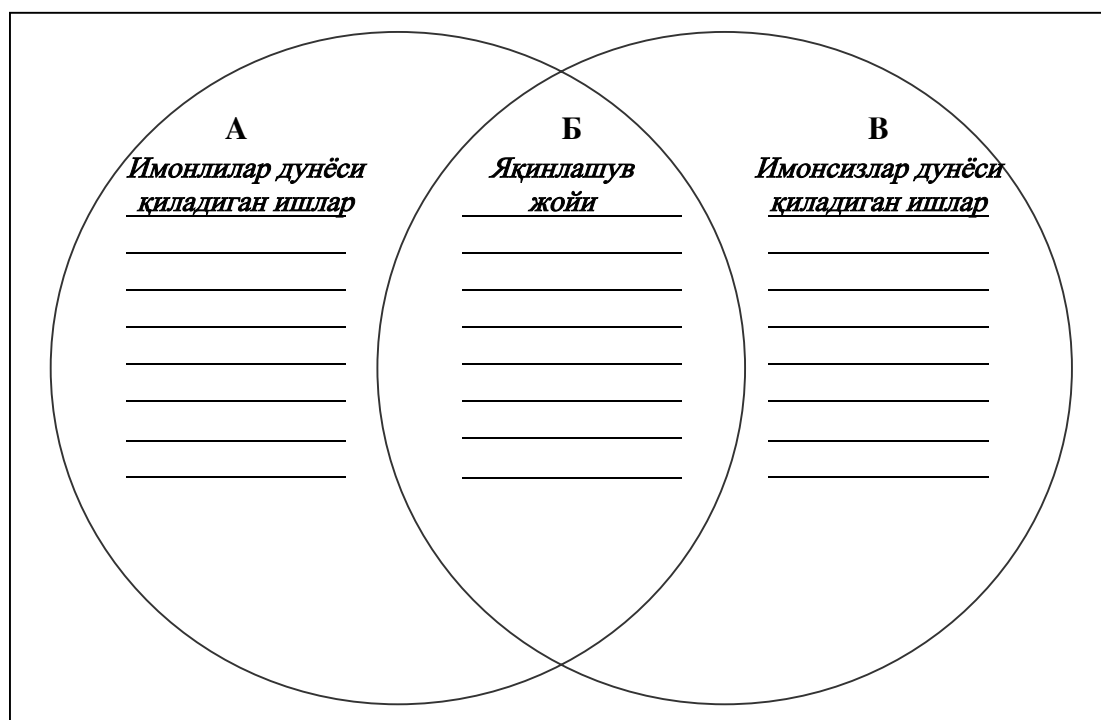 А
Имонлилар дунёси
қиладиган ишлар
Б
Яқинлашув
жойи
В
Имонсизлар дунёси
қиладиган ишлар